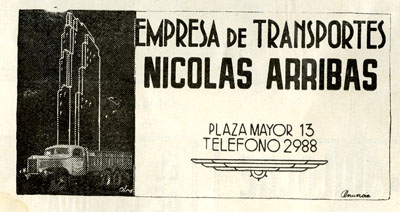 EMPRESA DE TRANSPORTES
NICOLAS ARRIBAS
PLAZA MAYOR 13
TELEFONO 2988